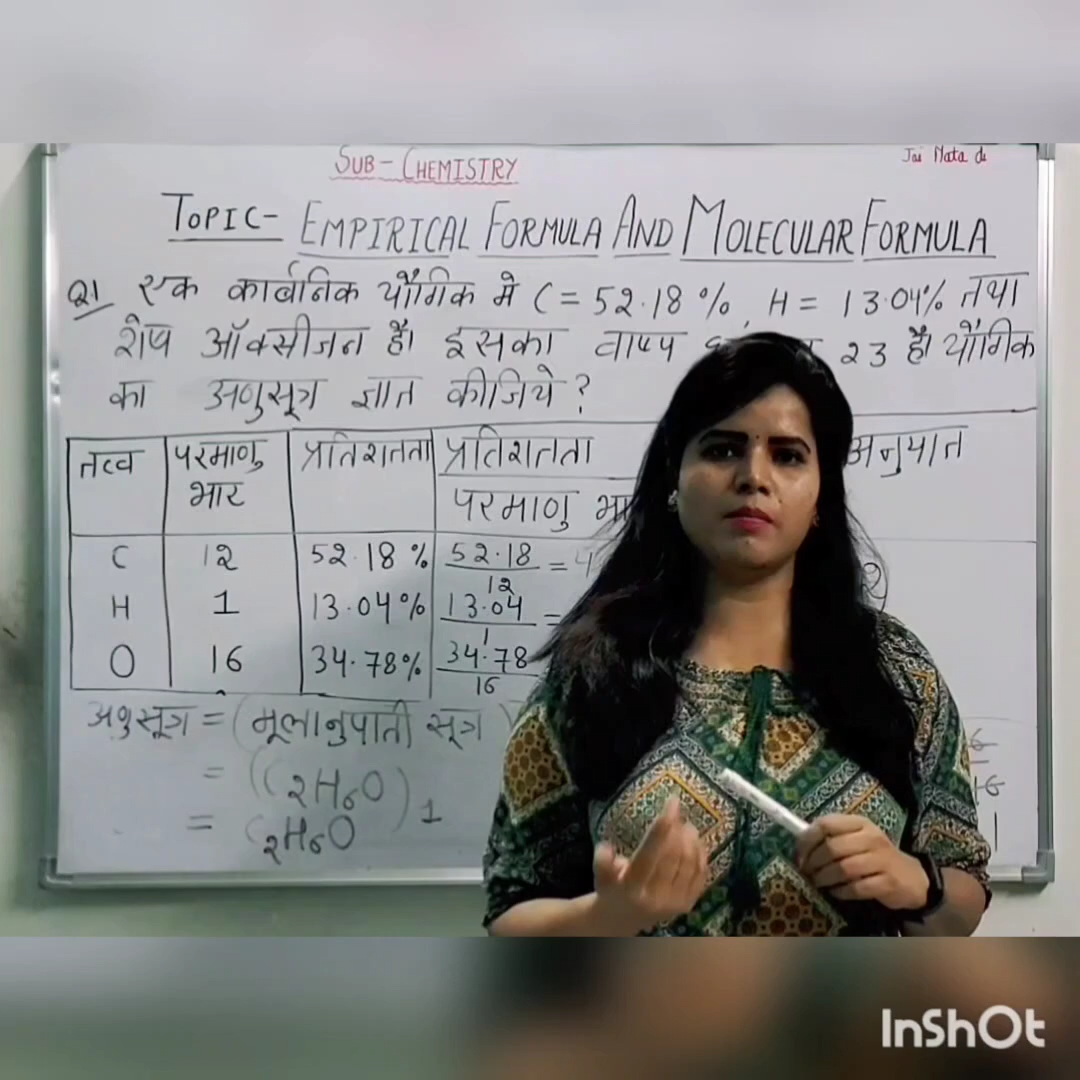 SUB - CHEMISTRY
Jai Mata di
TOPIC - EMPIRICAL FORMULA AND MOLECULAR FORMULA
Q1 एक कार्बनिक यौगिक मे C = 52.18 %, H = 13.04% तथा
शेष ऑक्सीजन है। इसका वाष्प 23 है। यौगिक
का अणुसूत्र ज्ञात कीजिये ?
तत्व परमाणु भार प्रतिशतता प्रतिशतता अनुपात
परमाणु
C 12 52.18 % 52.18/12 = 4
H 1 13.04% 13.04/1 =
O 16 34.78% 34.78/16
अणुसूत्र = (मूलानुपाती सूत्र)
= (C₂H₆O)₁
= C₂H₆O
InShOt